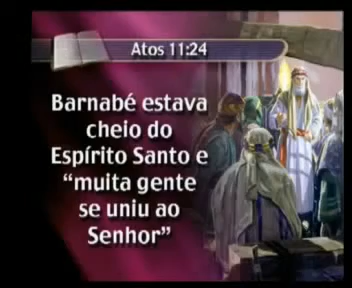 Atos 11:24
Barnabé estava
cheio do
Espírito Santo e
“muita gente
se uniu ao
Senhor”